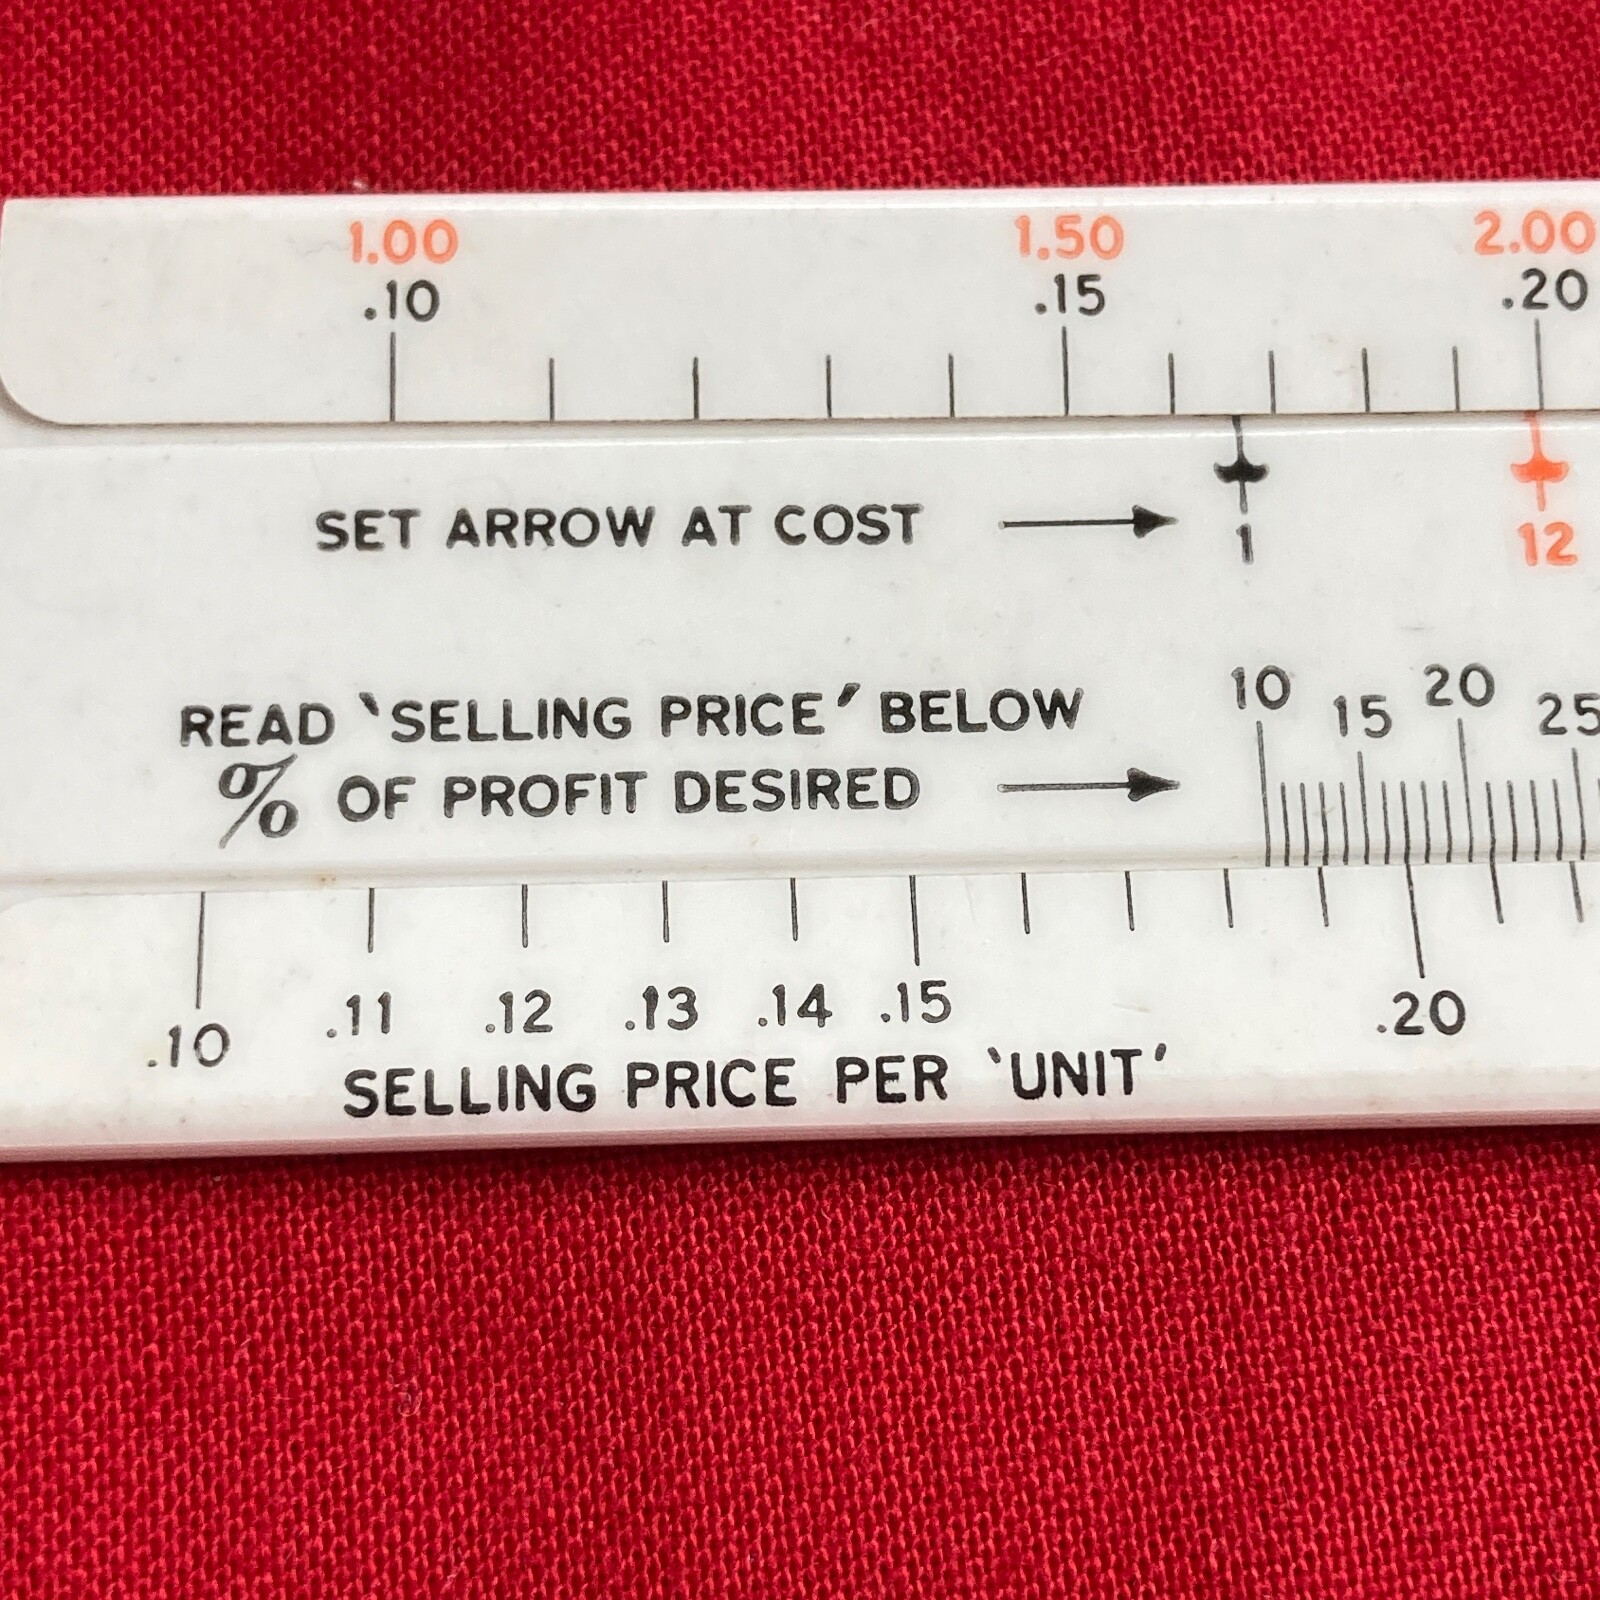 1.00 1.50 2.00
.10 .15 .20
SET ARROW AT COST 1 12
READ 'SELLING PRICE' BELOW 10 15 20 25
% OF PROFIT DESIRED
.10 .11 .12 .13 .14 .15 .20
SELLING PRICE PER 'UNIT'